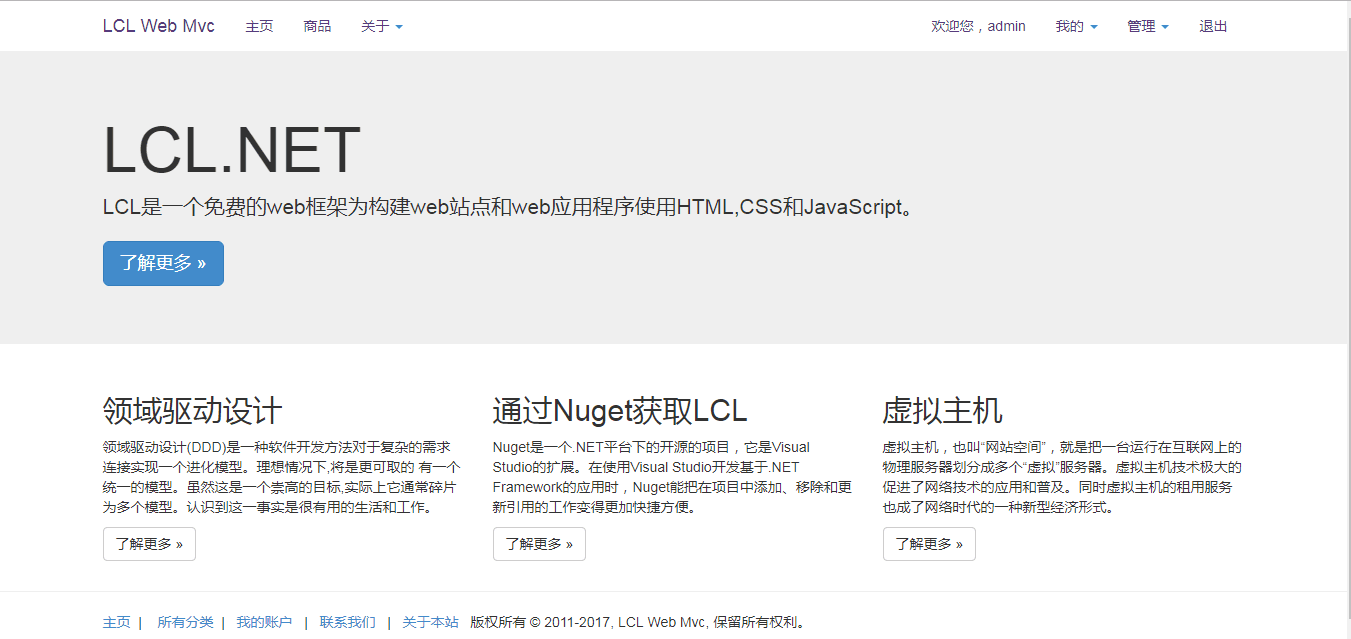 LCL Web Mvc 主页 商品 关于 欢迎您，admin 我的 管理 退出
LCL.NET
LCL是一个免费的web框架为构建web站点和web应用程序使用HTML,CSS和JavaScript。
了解更多 »
领域驱动设计
领域驱动设计(DDD)是一种软件开发方法对于复杂的需求
连接实现一个进化模型。理想情况下,将是更可取的 有一个
统一的模型。虽然这是一个崇高的目标,实际上它通常碎片
为多个模型。认识到这一事实是很有用的生活和工作。
了解更多 »
通过Nuget获取LCL
Nuget是一个.NET平台下的开源的项目，它是Visual
Studio的扩展。在使用Visual Studio开发基于.NET
Framework的应用时，Nuget能把在项目中添加、移除和更
新引用的工作变得更加快捷方便。
了解更多 »
虚拟主机
虚拟主机，也叫“网站空间”，就是把一台运行在互联网上的
物理服务器划分成多个“虚拟”服务器。虚拟主机技术极大的
促进了网络技术的应用和普及。同时虚拟主机的租用服务
也成了网络时代的一种新型经济形式。
了解更多 »
主页 | 所有分类 | 我的账户 | 联系我们 | 关于本站 版权所有 © 2011-2017, LCL Web Mvc, 保留所有权利。